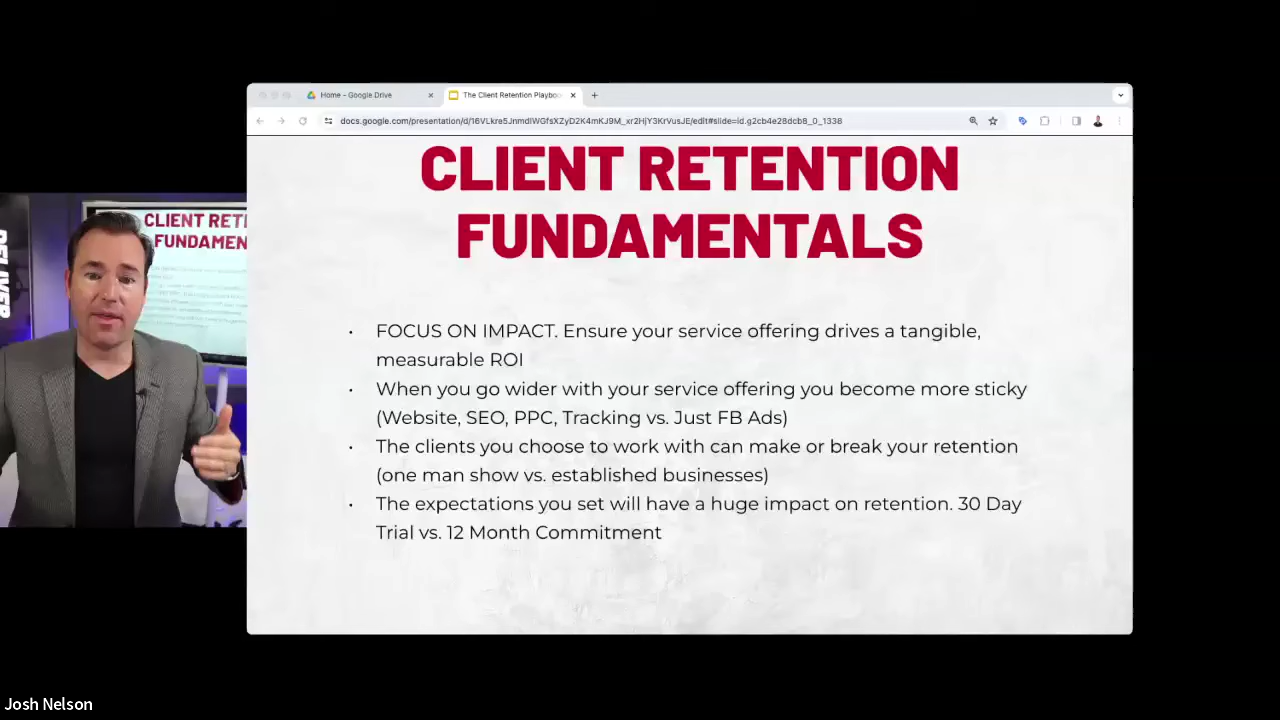 Home - Google Drive
The Client Retention Playboo
docs.google.com/presentation/d/16VLkre5JnmdIWGfsXZyD2K4mKJ9M_xr2HjY3KrVusJE/edit#slide=id.g2cb4e28dcb8_0_1338
CLIENT RETENTION
FUNDAMENTALS
• FOCUS ON IMPACT. Ensure your service offering drives a tangible,
measurable ROI
• When you go wider with your service offering you become more sticky
(Website, SEO, PPC, Tracking vs. Just FB Ads)
• The clients you choose to work with can make or break your retention
(one man show vs. established businesses)
• The expectations you set will have a huge impact on retention. 30 Day
Trial vs. 12 Month Commitment
CLIENT RETE
FUNDAMEN
DELIVER
Josh Nelson